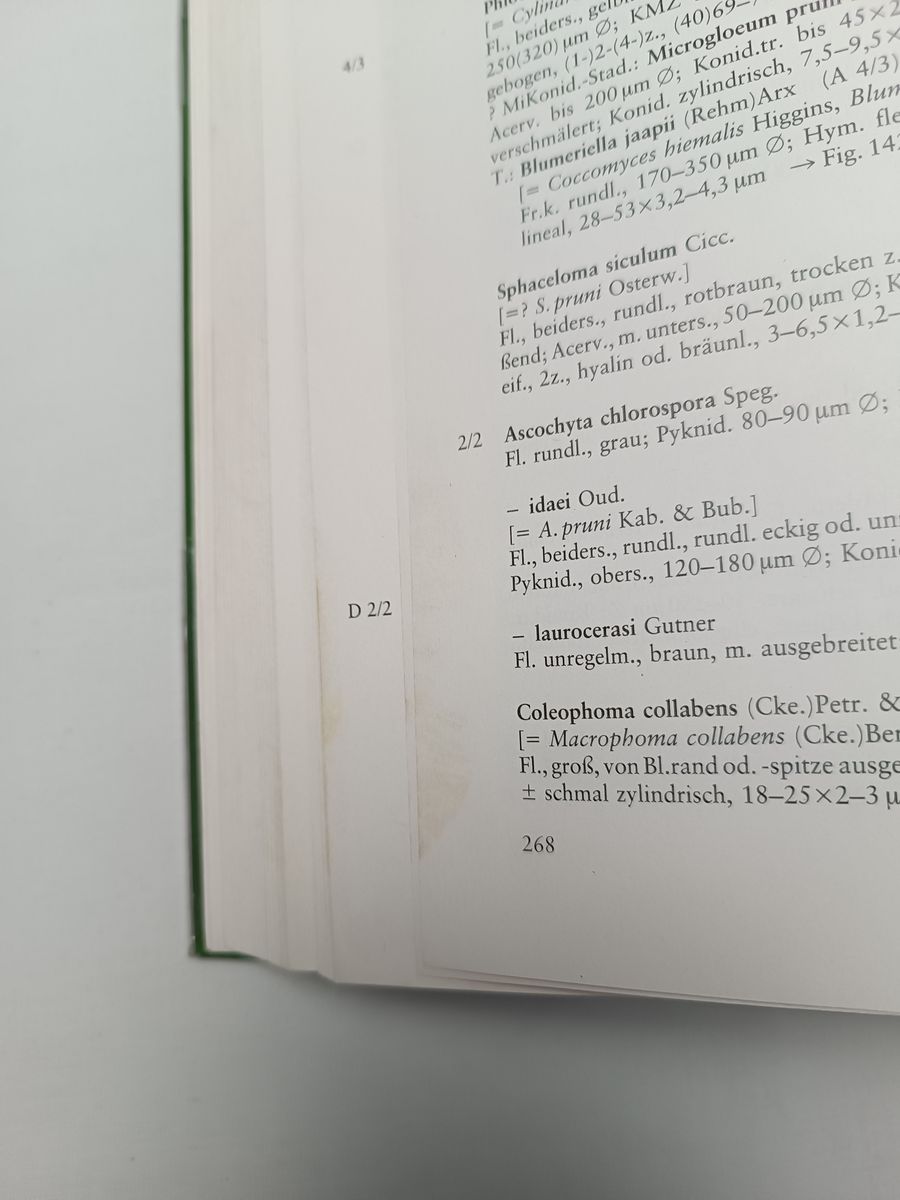 [= Cylind
Fl., beiders., gelb
250(320) µm Ø; KMZ
gebogen, (1-)2-(4-)z., (40)69–7
? MiKonid.-Stad.: Microgloeum pruni
Acerv. bis 200 µm Ø; Konid.tr. bis 45×2
verschmälert; Konid. zylindrisch, 7,5–9,5×
T.: Blumeriella jaapii (Rehm)Arx (A 4/3)
[= Coccomyces hiemalis Higgins, Blum
Fr.k. rundl., 170–350 µm Ø; Hym. fle
lineal, 28–53×3,2–4,3 µm → Fig. 142
4/3
Sphaceloma siculum Cicc.
[=? S. pruni Osterw.]
Fl., beiders., rundl., rotbraun, trocken z.
ßend; Acerv., m. unters., 50–200 µm Ø; K
eif., 2z., hyalin od. bräunl., 3–6,5×1,2–
2/2 Ascochyta chlorospora Speg.
Fl. rundl., grau; Pyknid. 80–90 µm Ø;
– idaei Oud.
[= A. pruni Kab. & Bub.]
Fl., beiders., rundl., rundl. eckig od. un
Pyknid., obers., 120–180 µm Ø; Koni
D 2/2
– laurocerasi Gutner
Fl. unregelm., braun, m. ausgebreitet
Coleophoma collabens (Cke.)Petr. &
[= Macrophoma collabens (Cke.)Ber
Fl., groß, von Bl.rand od. -spitze ausge
± schmal zylindrisch, 18–25×2–3 µ
268